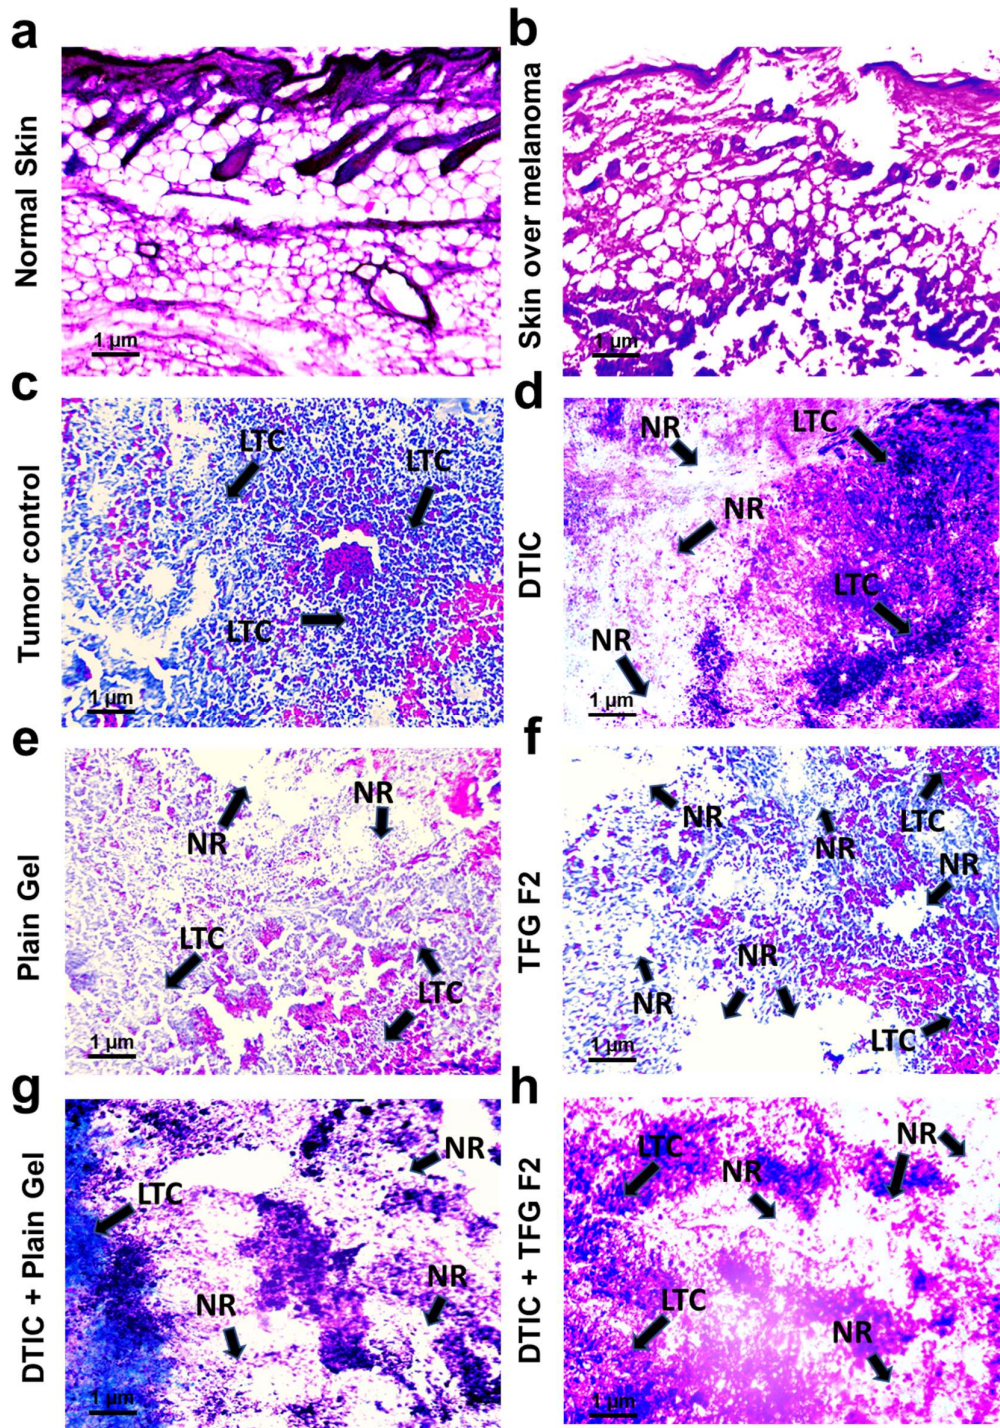 a
Normal Skin
1 µm
b
Skin over melanoma
1 µm
c
Tumor control
LTC
LTC
LTC
1 µm
d
DTIC
NR
LTC
NR
LTC
NR
1 µm
e
Plain Gel
NR
NR
LTC
LTC
1 µm
f
TFG F2
NR
LTC
NR
NR
NR
NR
LTC
1 µm
g
DTIC + Plain Gel
NR
LTC
NR
NR
1 µm
h
DTIC + TFG F2
NR
LTC
NR
LTC
NR
1 µm